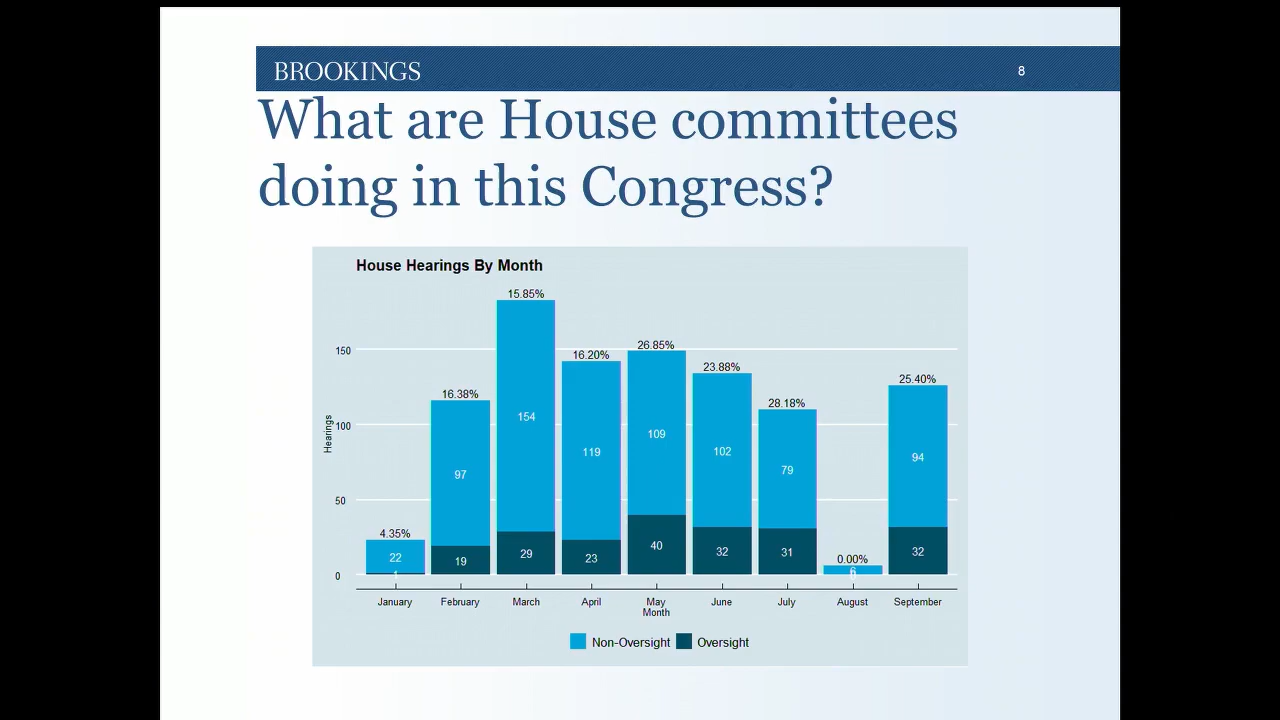 BROOKINGS
8
What are House committees
doing in this Congress?
House Hearings By Month
15.85%
26.85%
150
16.20%
23.88%
25.40%
16.38%
28.18%
154
Hearings
100
109
119
102
94
97
79
50
4.35%
0.00%
22
19
29
23
40
32
31
6
0
32
0
1
January
February
March
April
May
June
July
August
September
Month
Non-Oversight
Oversight